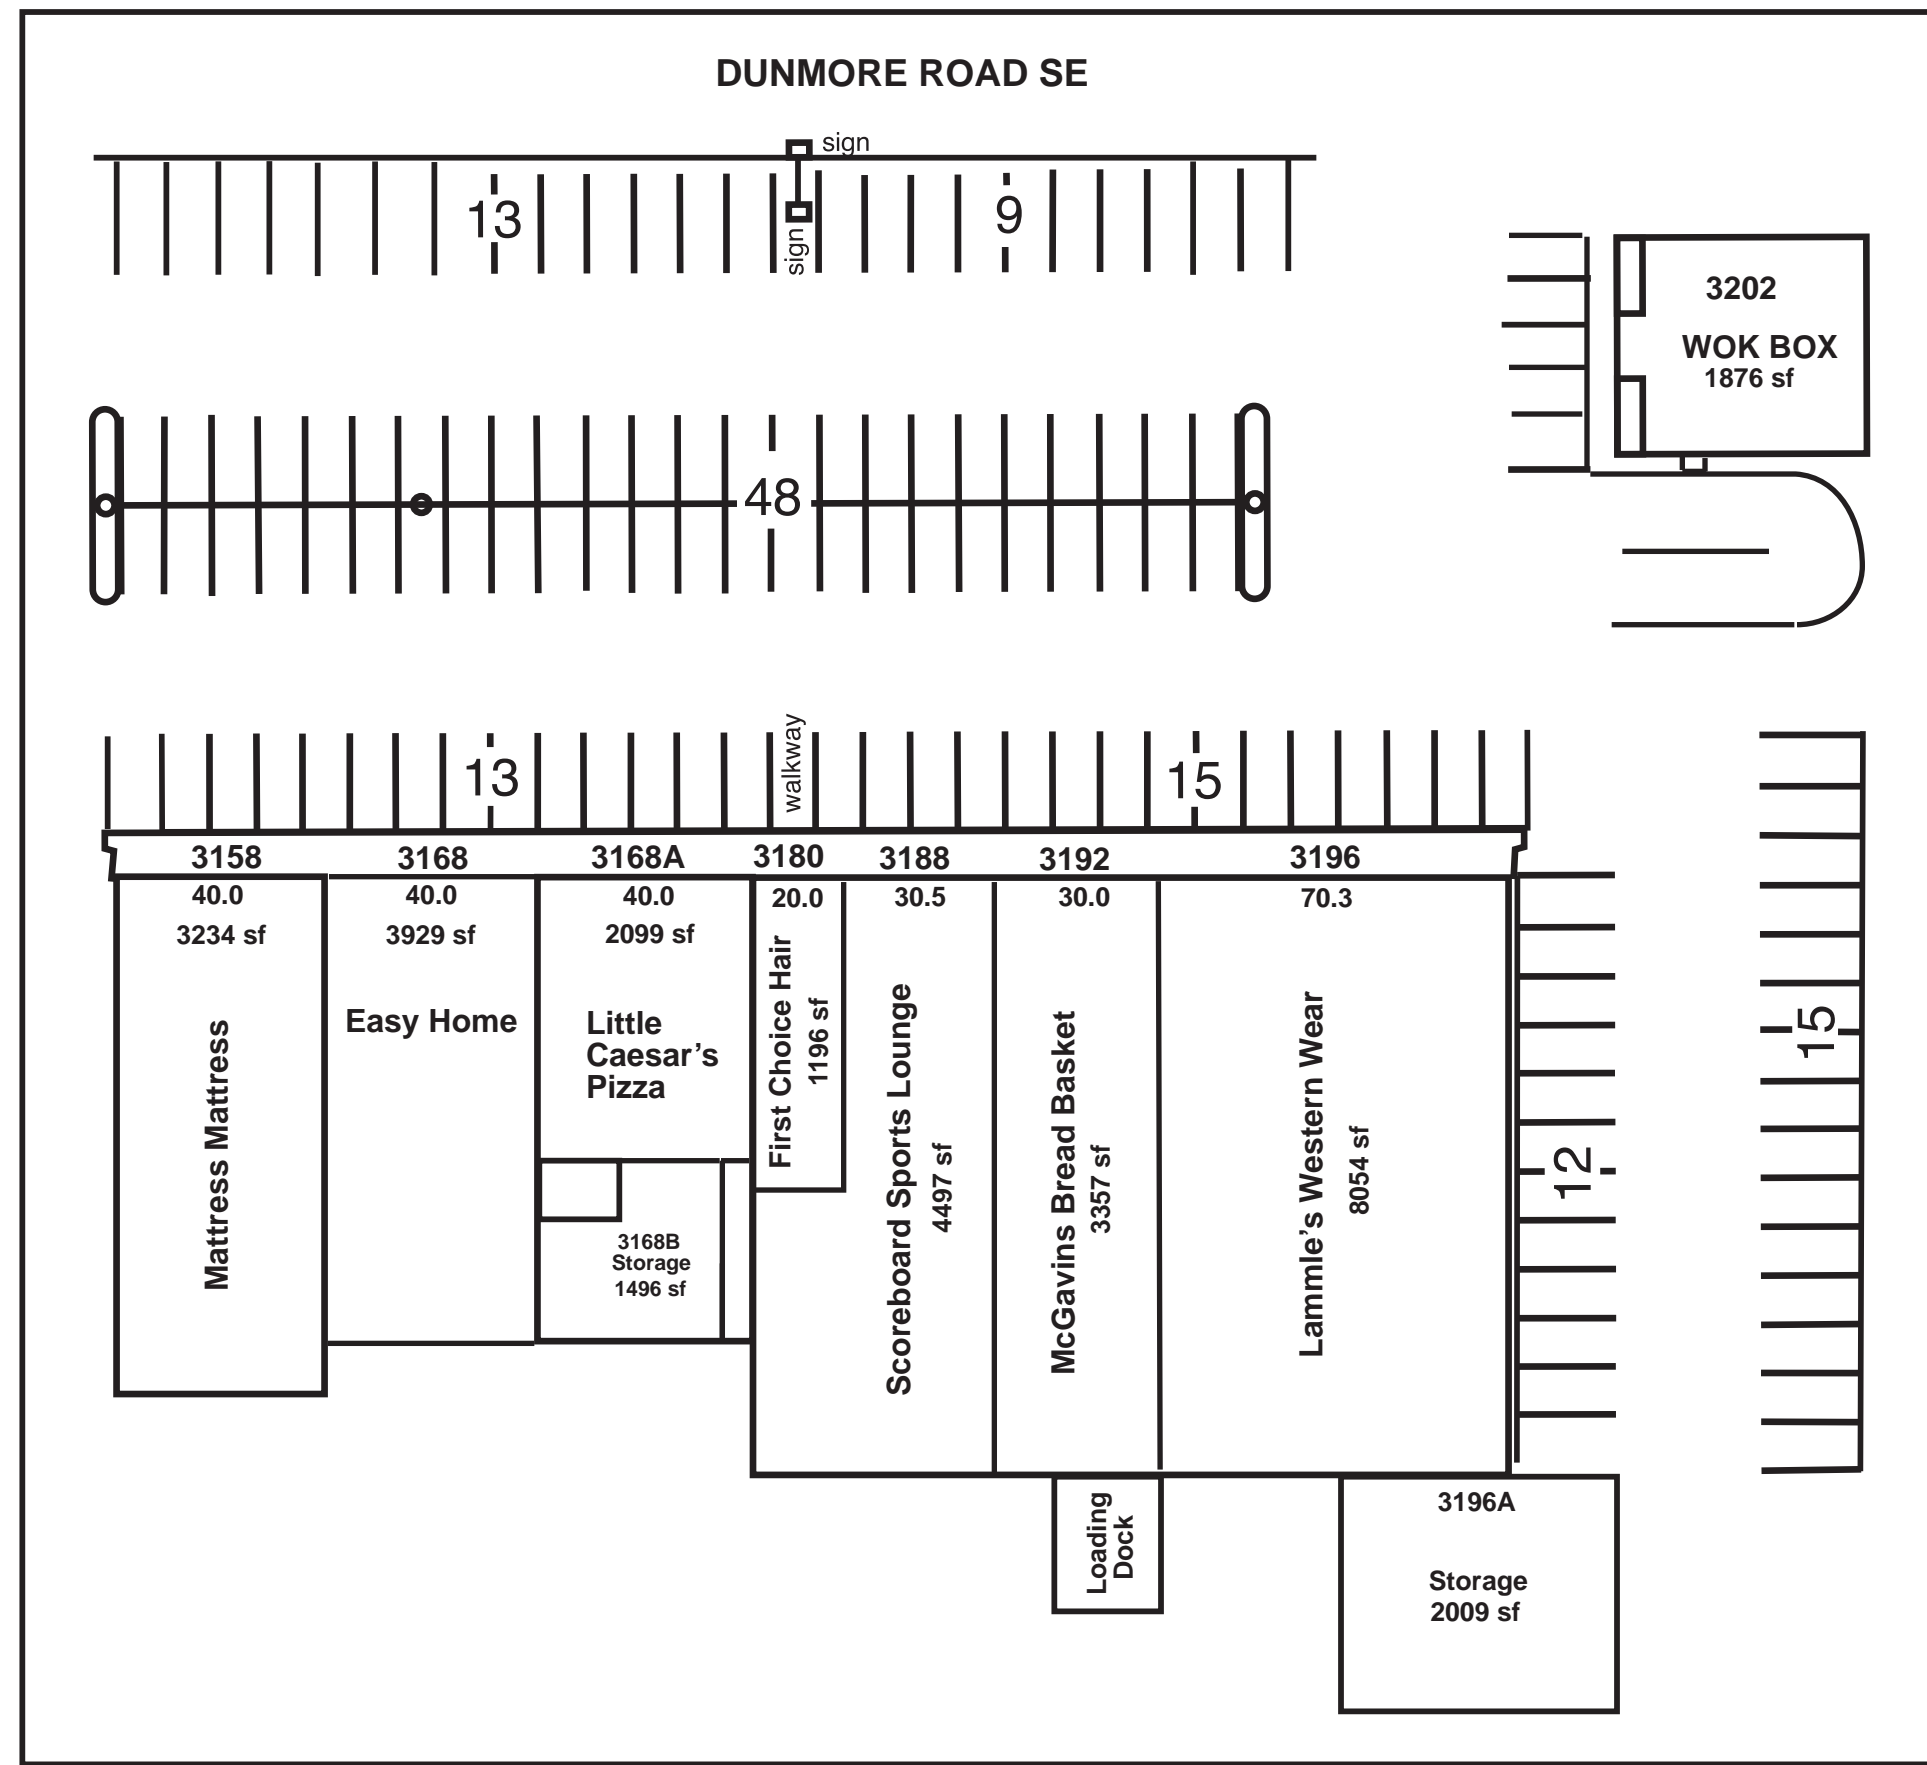 DUNMORE ROAD SE
sign
13
sign
9
3202
WOK BOX
1876 sf
48
13
walkway
15
3158
3168
3168A
3180
3188
3192
3196
40.0
40.0
40.0
20.0
30.5
30.0
70.3
3234 sf
3929 sf
2099 sf
Mattress Mattress
Easy Home
Little
Caesar’s
Pizza
First Choice Hair
1196 sf
Scoreboard Sports Lounge
4497 sf
McGavins Bread Basket
3357 sf
Lammle’s Western Wear
8054 sf
12
15
3168B
Storage
1496 sf
Loading
Dock
3196A
Storage
2009 sf